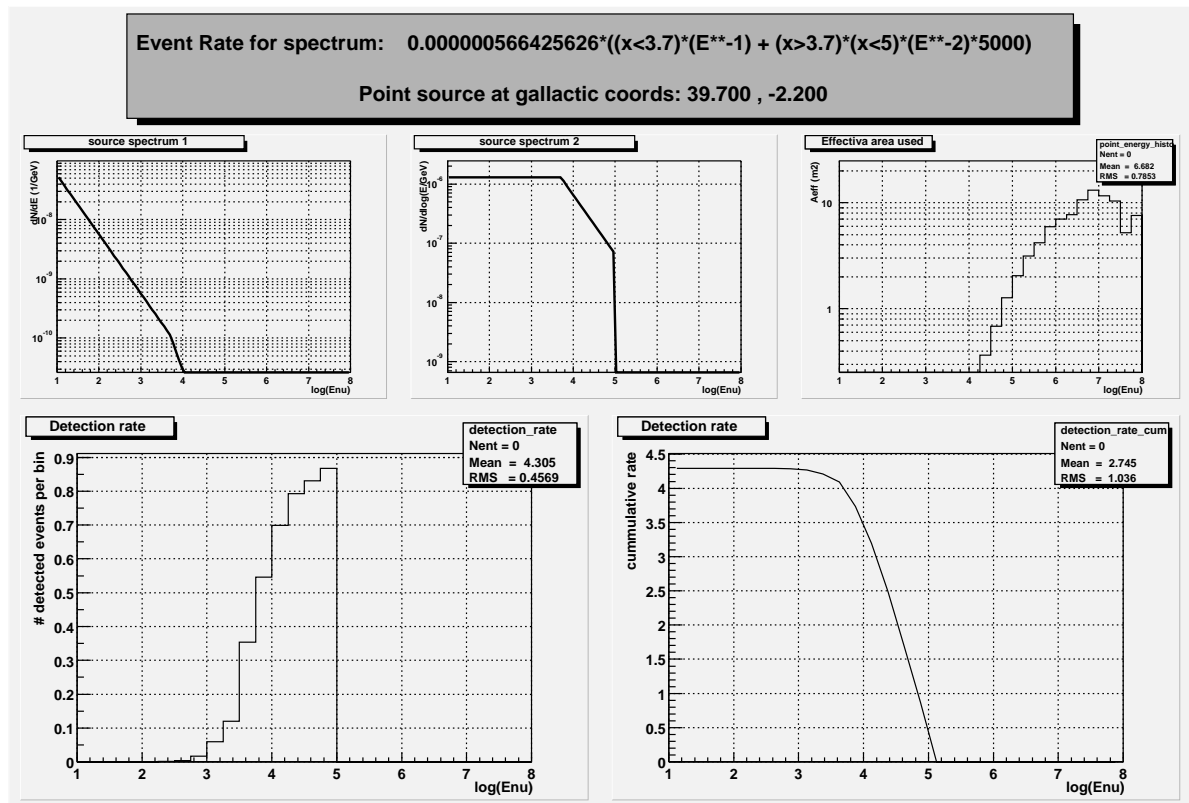 Event Rate for spectrum: 0.000000566425626*((x<3.7)*(E**-1) + (x>3.7)*(x<5)*(E**-2)*5000)
Point source at gallactic coords: 39.700 , -2.200
source spectrum 1
dN/dE (1/GeV)
10-8
10-9
10-10
1 2 3 4 5 6 7 8
log(Enu)
source spectrum 2
dN/dlog(E/GeV)
10-6
10-7
10-8
10-9
1 2 3 4 5 6 7 8
log(Enu)
Effectiva area used
point_energy_histo
Nent = 0
Mean = 6.682
RMS = 0.7853
Aeff (m2)
10
1
1 2 3 4 5 6 7 8
log(Enu)
Detection rate
detection_rate
Nent = 0
Mean = 4.305
RMS = 0.4569
# detected events per bin
0.9
0.8
0.7
0.6
0.5
0.4
0.3
0.2
0.1
0
1 2 3 4 5 6 7 8
log(Enu)
Detection rate
detection_rate_cum
Nent = 0
Mean = 2.745
RMS = 1.036
cummulative rate
4.5
4
3.5
3
2.5
2
1.5
1
0.5
0
1 2 3 4 5 6 7 8
log(Enu)